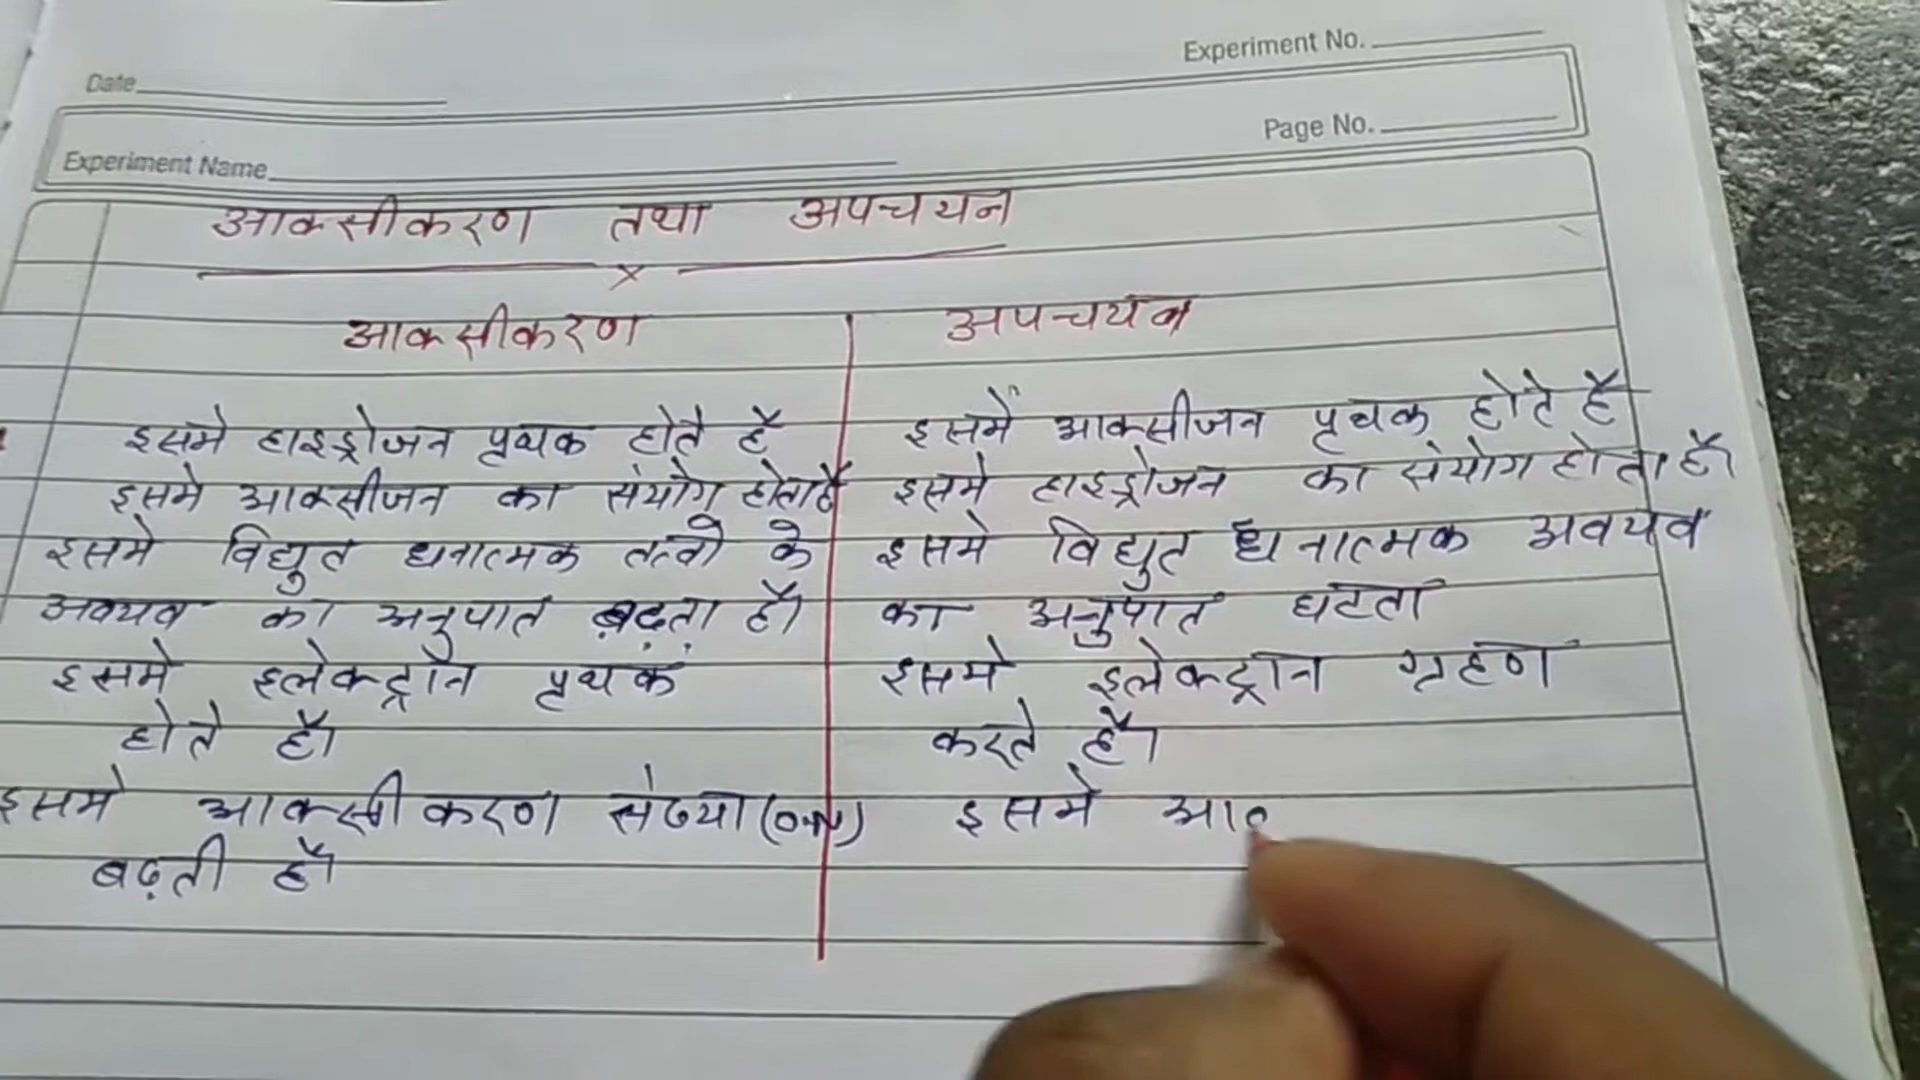 Experiment No.
Date
Page No.
Experiment Name
आक्सीकरण तथा अपचयन
x
आक्सीकरण
इसमे हाइड्रोजन पृथक होते है
इसमे आक्सीजन का संयोग होता है
इसमे विद्युत धनात्मक तत्वो के
अवयव का अनुपात बढ़ता है।
इसमे इलेक्ट्रान पृथक
होते है।
इसमे आक्सीकरण संख्या (O.N)
बढ़ती है।
अपचयन
इसमें आक्सीजन पृथक होते है
इसमे हाइड्रोजन का संयोग होता है।
इसमे विद्युत धनात्मक अवयव
का अनुपात घटता
इसमे इलेक्ट्रान ग्रहण
करते है।
इसमे आ